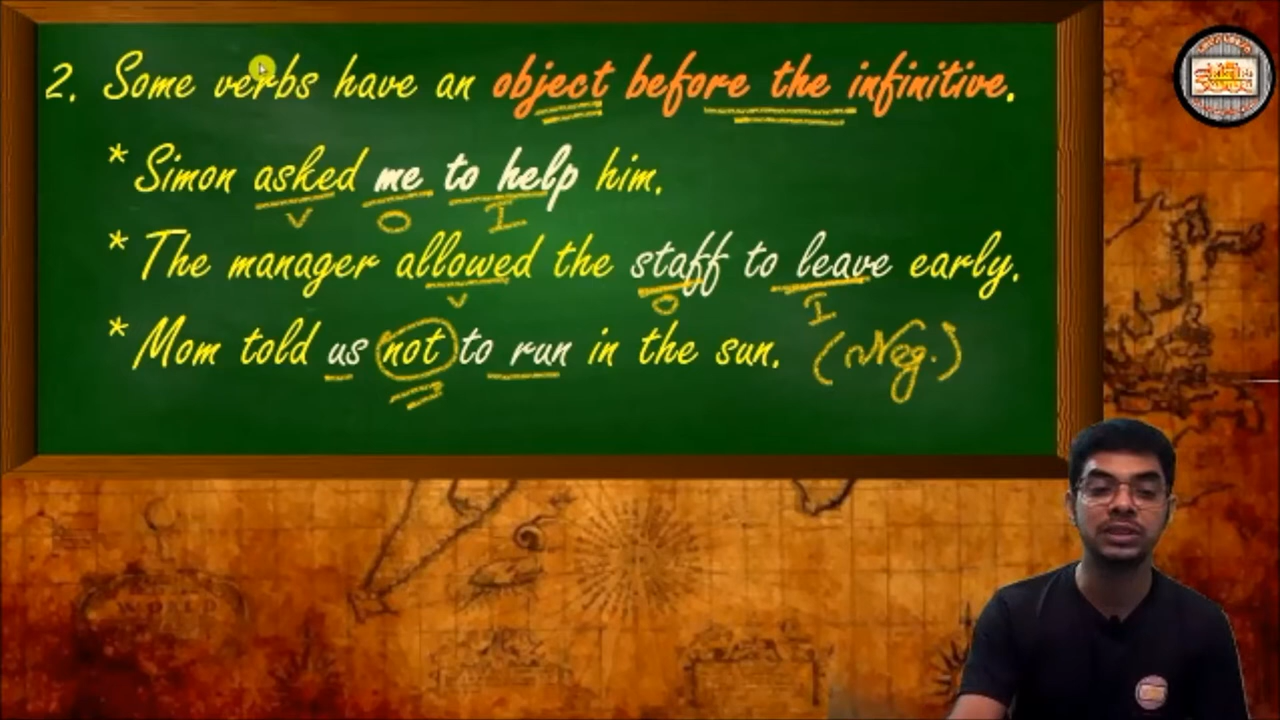 2. Some verbs have an object before the infinitive.
* Simon asked me to help him.
V O I
* The manager allowed the staff to leave early.
V O I
* Mom told us not to run in the sun. (Neg.)
WORLD